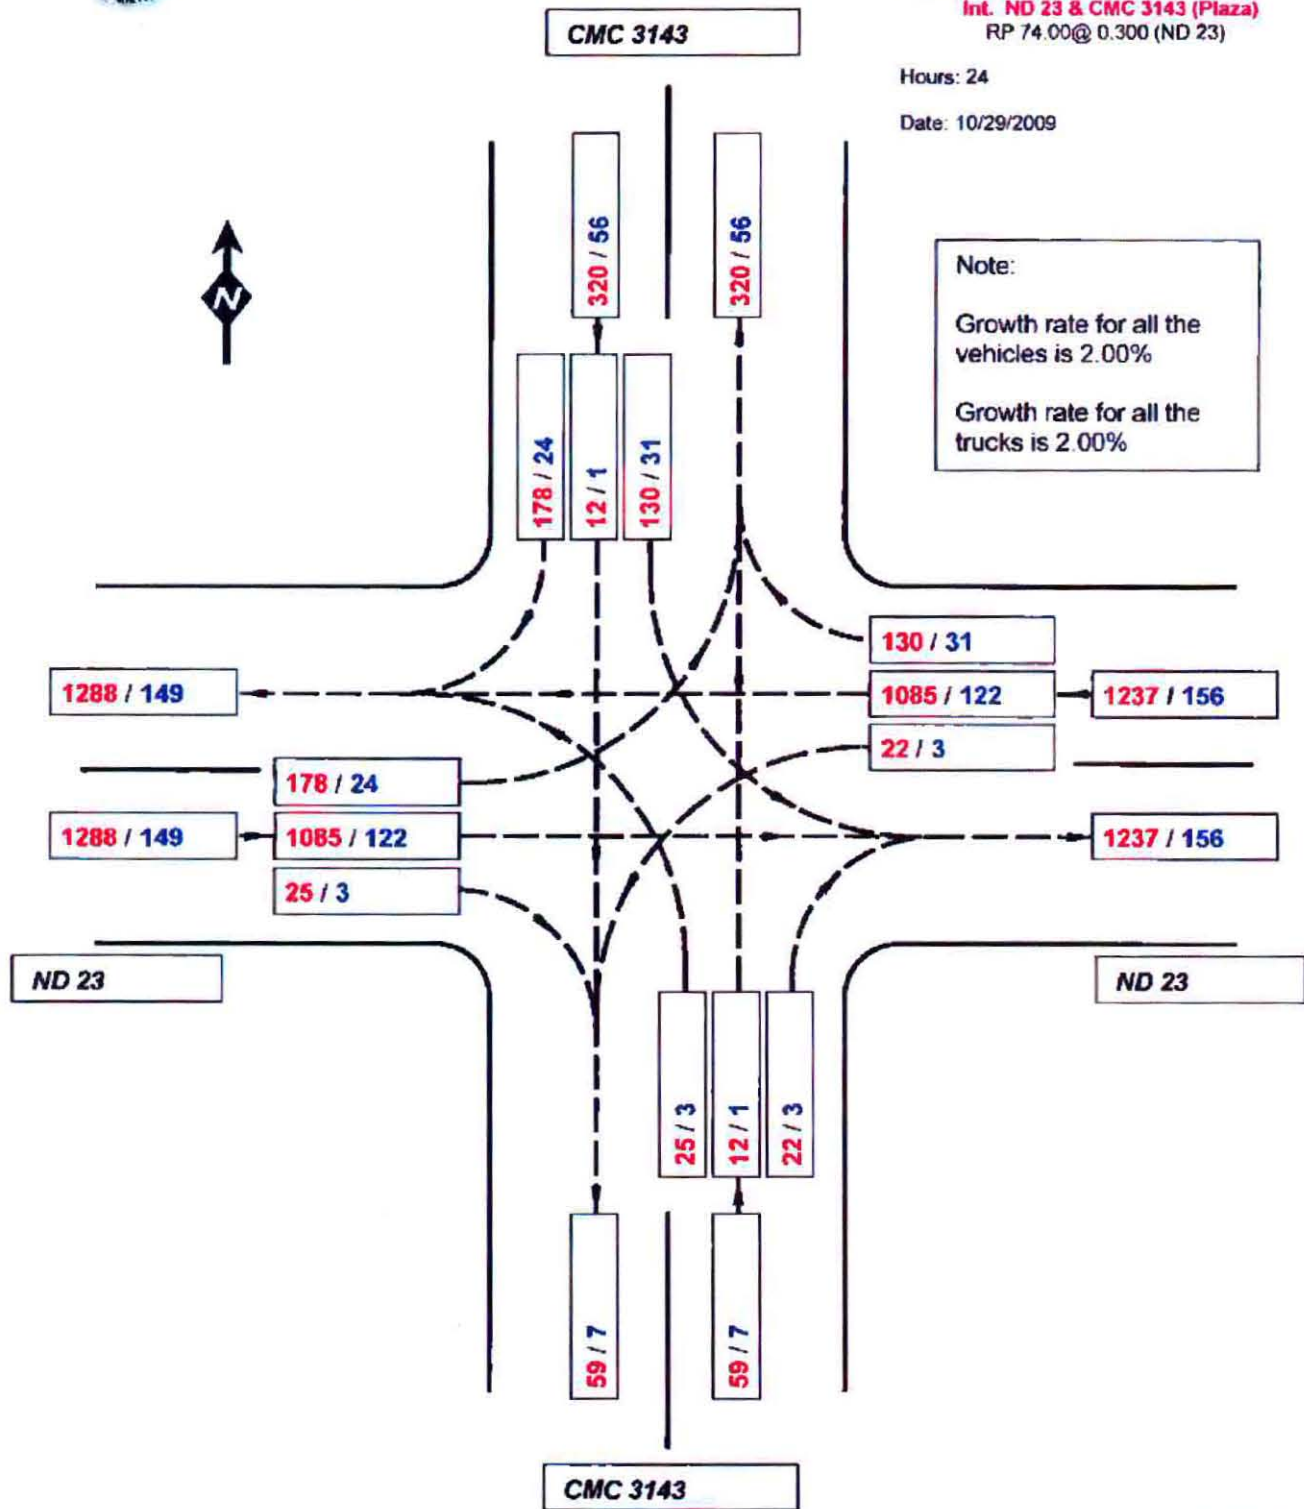 Int. ND 23 & CMC 3143 (Plaza)
RP 74.00@ 0.300 (ND 23)
CMC 3143
Hours: 24
Date: 10/29/2009
320 / 56
320 / 56
N
Note:
Growth rate for all the
vehicles is 2.00%
Growth rate for all the
trucks is 2.00%
178 / 24
12 / 1
130 / 31
130 / 31
1288 / 149
1085 / 122
1237 / 156
22 / 3
178 / 24
1288 / 149
1085 / 122
1237 / 156
25 / 3
ND 23
ND 23
25 / 3
12 / 1
22 / 3
59 / 7
59 / 7
CMC 3143